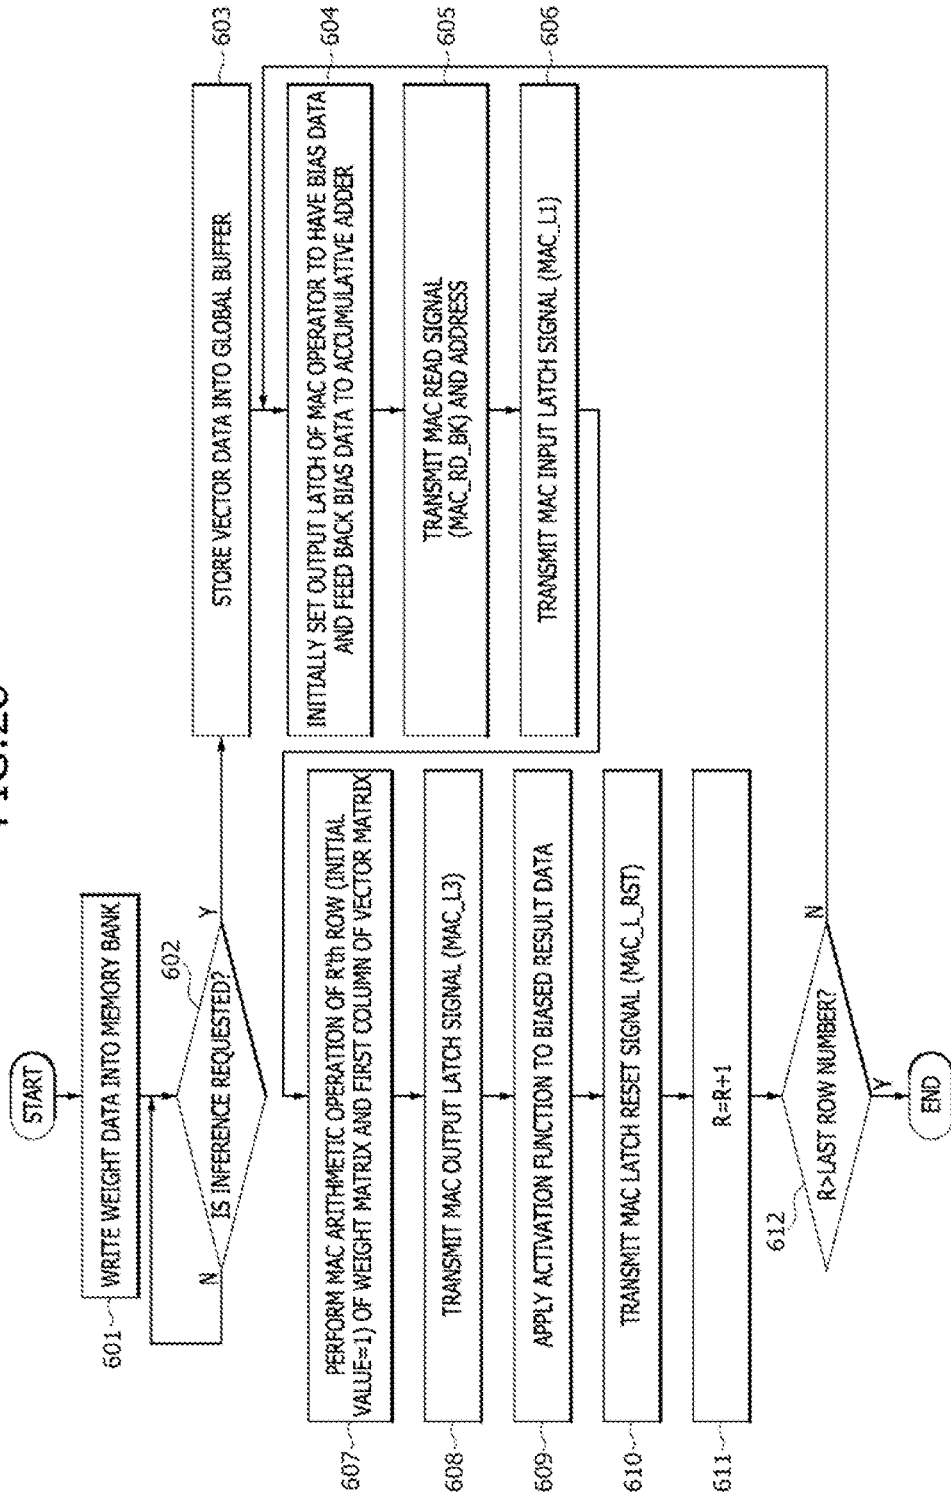 START
601
WRITE WEIGHT DATA INTO MEMORY BANK
602
IS INFERENCE REQUESTED?
N
Y
603
STORE VECTOR DATA INTO GLOBAL BUFFER
604
INITIALLY SET OUTPUT LATCH OF MAC OPERATOR TO HAVE BIAS DATA
AND FEED BACK BIAS DATA TO ACCUMULATIVE ADDER
605
TRANSMIT MAC READ SIGNAL
(MAC_RD_BK) AND ADDRESS
606
TRANSMIT MAC INPUT LATCH SIGNAL (MAC_L1)
607
PERFORM MAC ARITHMETIC OPERATION OF R'th ROW (INITIAL
VALUE=1) OF WEIGHT MATRIX AND FIRST COLUMN OF VECTOR MATRIX
608
TRANSMIT MAC OUTPUT LATCH SIGNAL (MAC_L3)
609
APPLY ACTIVATION FUNCTION TO BIASED RESULT DATA
610
TRANSMIT MAC LATCH RESET SIGNAL (MAC_L_RST)
611
R=R+1
612
R>LAST ROW NUMBER?
N
Y
END